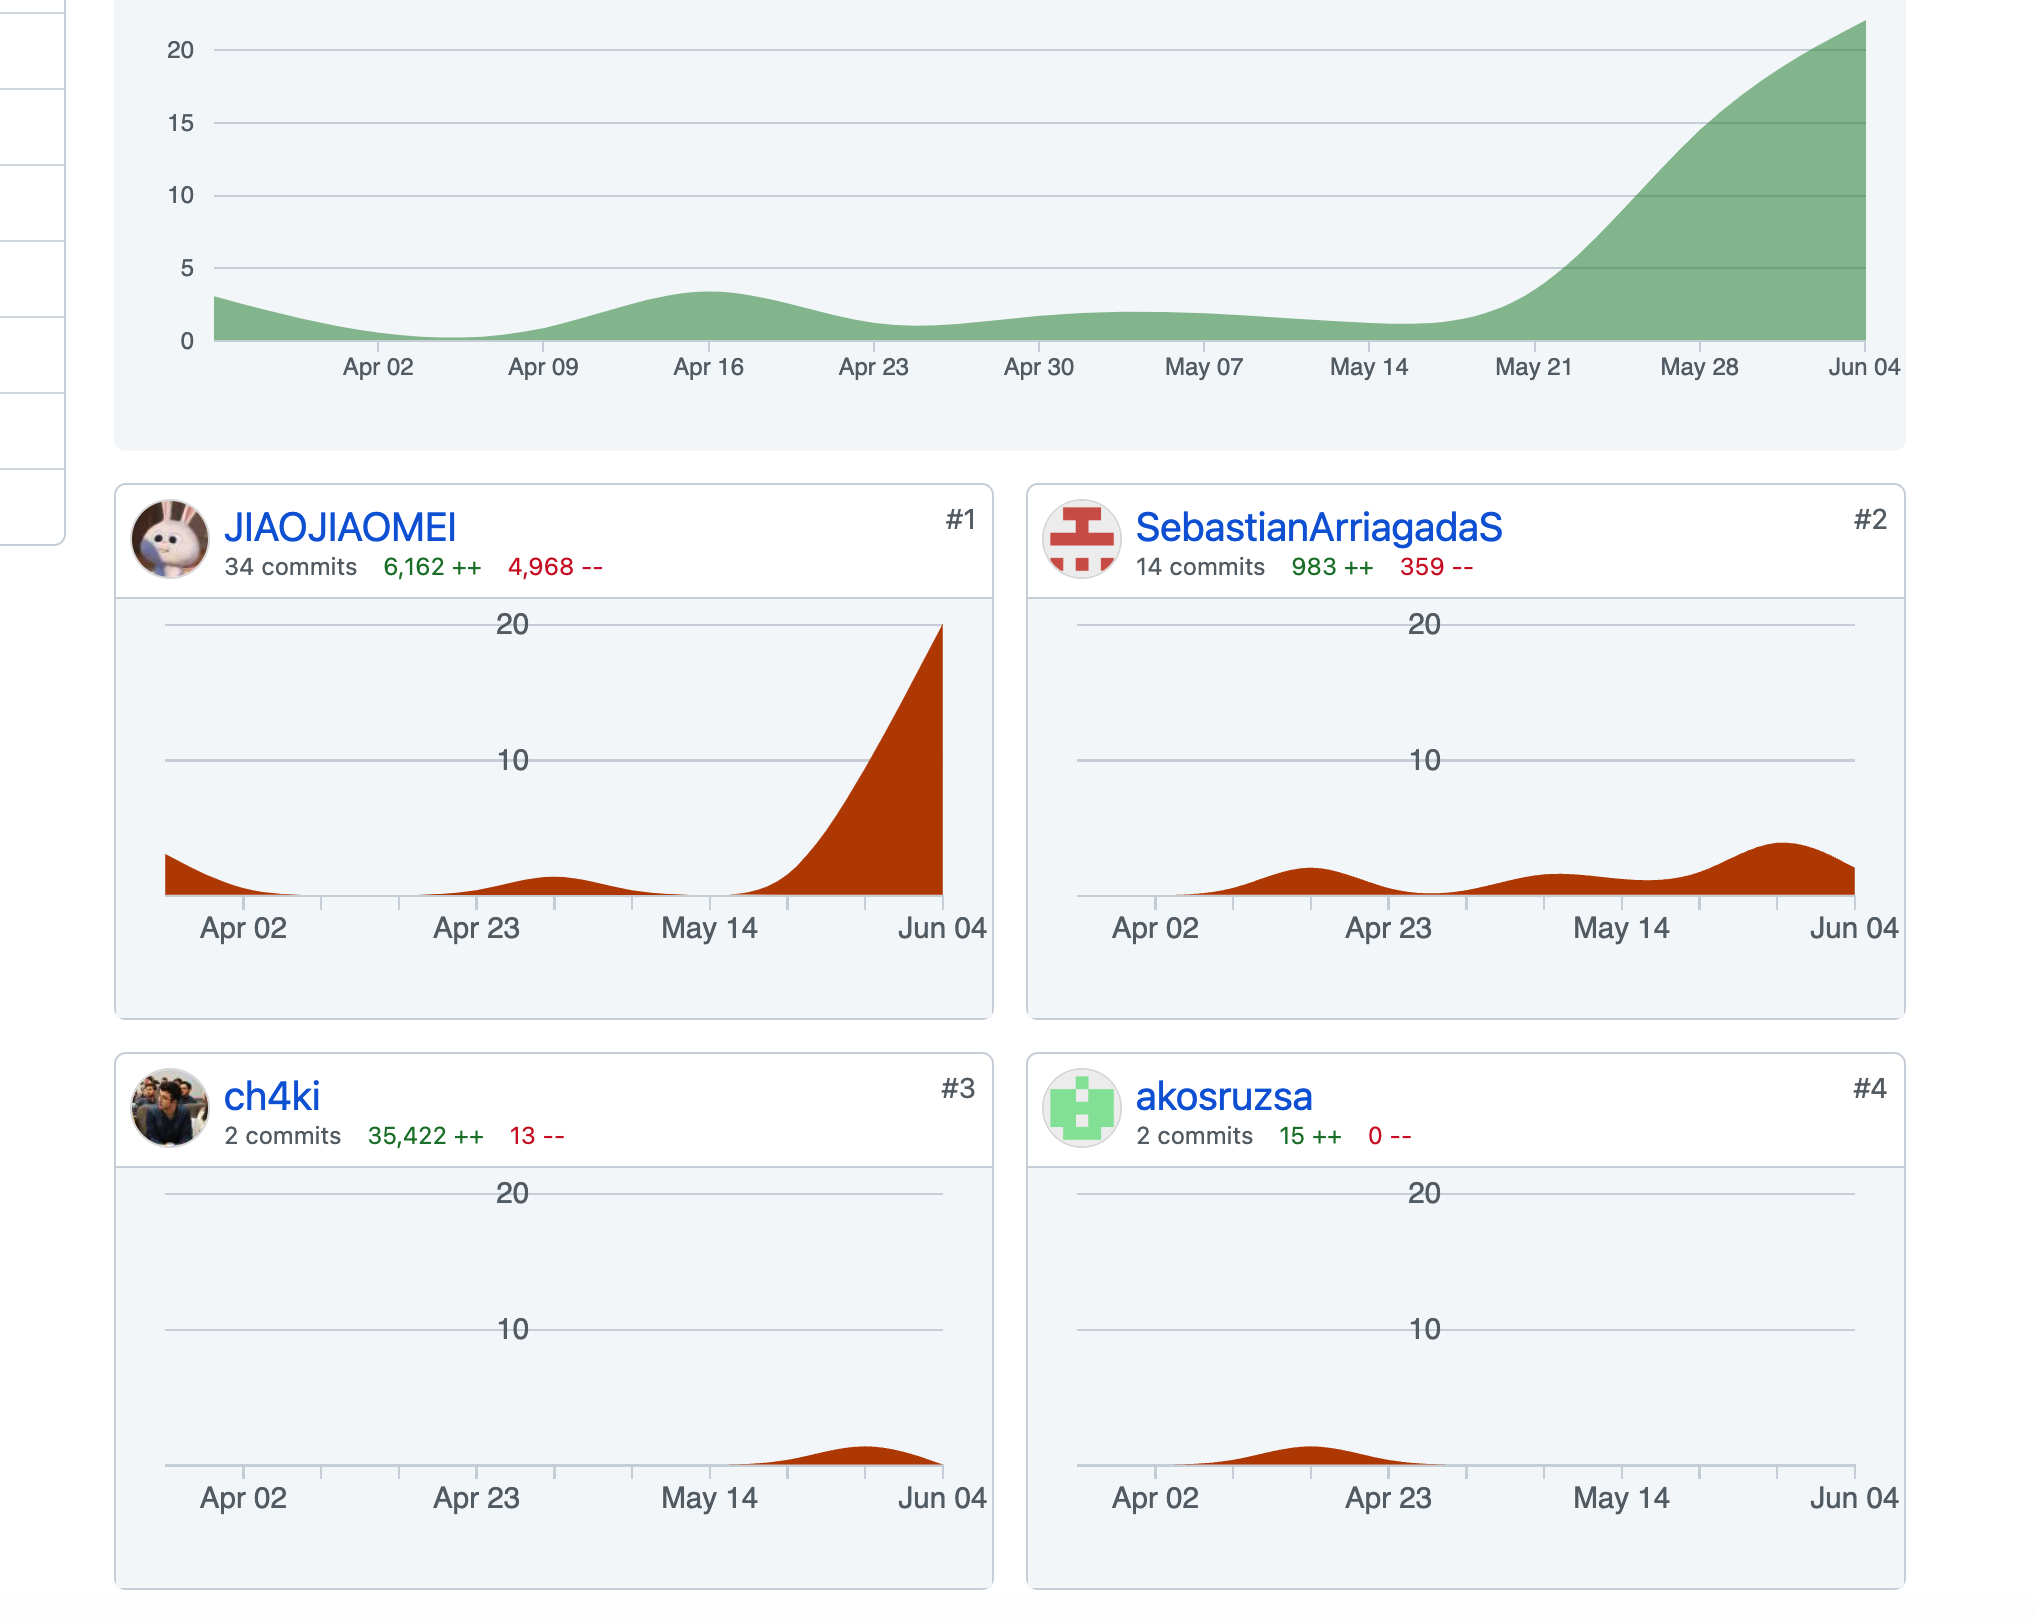 20
15
10
5
0
Apr 02 Apr 09 Apr 16 Apr 23 Apr 30 May 07 May 14 May 21 May 28 Jun 04
JIAOJIAOMEI #1
34 commits 6,162 ++ 4,968 --
20
10
Apr 02 Apr 23 May 14 Jun 04
SebastianArriagadaS #2
14 commits 983 ++ 359 --
20
10
Apr 02 Apr 23 May 14 Jun 04
ch4ki #3
2 commits 35,422 ++ 13 --
20
10
Apr 02 Apr 23 May 14 Jun 04
akosruzsa #4
2 commits 15 ++ 0 --
20
10
Apr 02 Apr 23 May 14 Jun 04